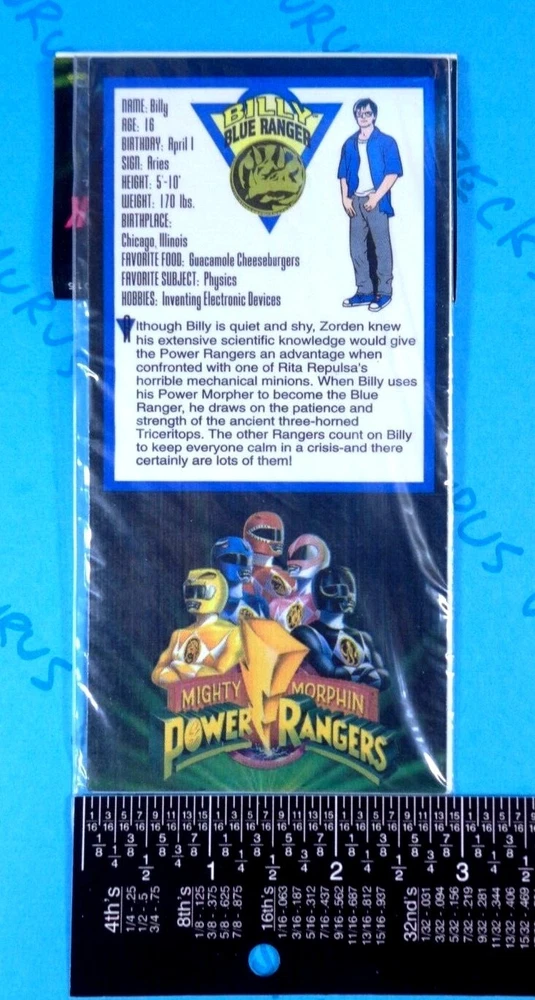 NAME: Billy
AGE: 16
BIRTHDAY: April 1
SIGN: Aries
HEIGHT: 5'-10'
WEIGHT: 170 lbs.
BIRTHPLACE:
Chicago, Illinois
FAVORITE FOOD: Guacamole Cheeseburgers
FAVORITE SUBJECT: Physics
HOBBIES: Inventing Electronic Devices
BILLY
BLUE RANGER
Although Billy is quiet and shy, Zorden knew
his extensive scientific knowledge would give
the Power Rangers an advantage when
confronted with one of Rita Repulsa's
horrible mechanical minions. When Billy uses
his Power Morpher to become the Blue
Ranger, he draws on the patience and
strength of the ancient three-horned
Triceritops. The other Rangers count on Billy
to keep everyone calm in a crisis-and there
certainly are lots of them!
MIGHTY MORPHIN
POWER RANGERS
1 2 3
4th's
1/4 - .25
1/2 - .5
3/4 - .75
8th's
1/8 - .125
3/8 - .375
5/8 - .625
7/8 - .875
16th's
1/16 - .063
3/16 - .187
5/16 - .312
7/16 - .437
9/16 - .562
11/16 - .687
13/16 - .812
15/16 - .937
32nd's
1/32 - .031
3/32 - .094
5/32 - .156
7/32 - .219
9/32 - .281
11/32 - .344
13/32 - .406
15/32 - .469